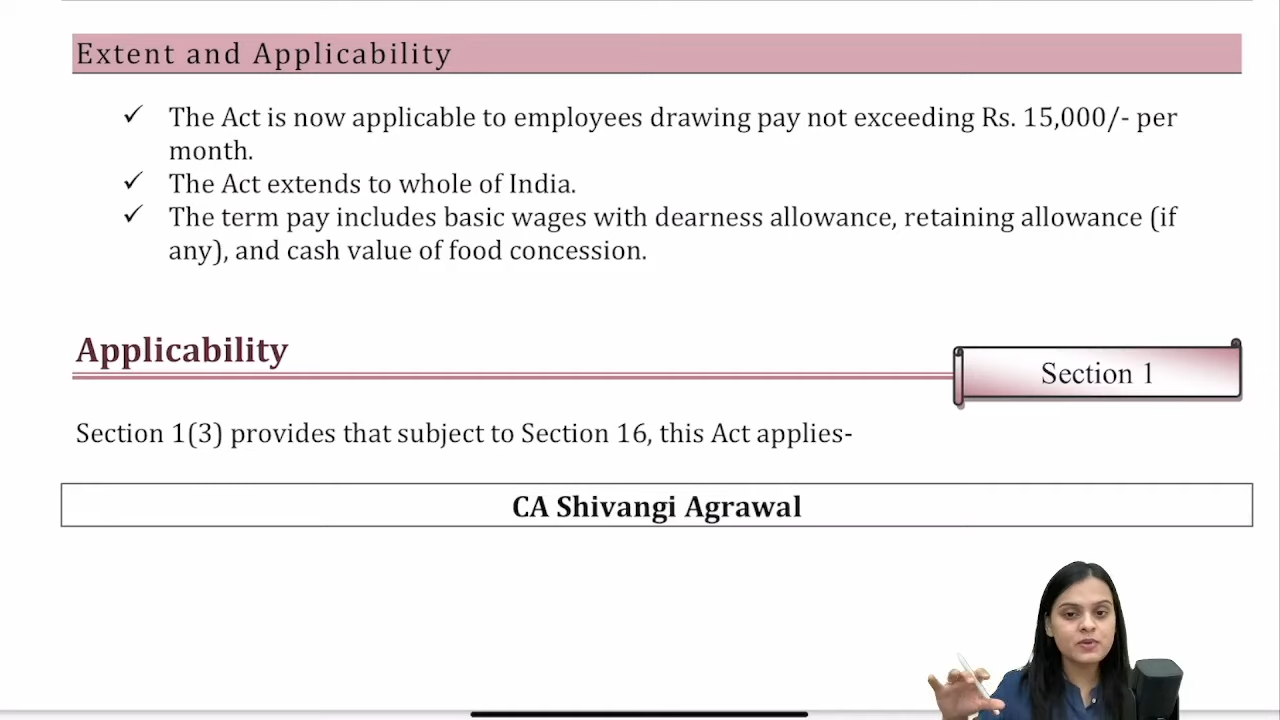 Extent and Applicability
✓ The Act is now applicable to employees drawing pay not exceeding Rs. 15,000/- per
month.
✓ The Act extends to whole of India.
✓ The term pay includes basic wages with dearness allowance, retaining allowance (if
any), and cash value of food concession.
Applicability
Section 1
Section 1(3) provides that subject to Section 16, this Act applies-
CA Shivangi Agrawal